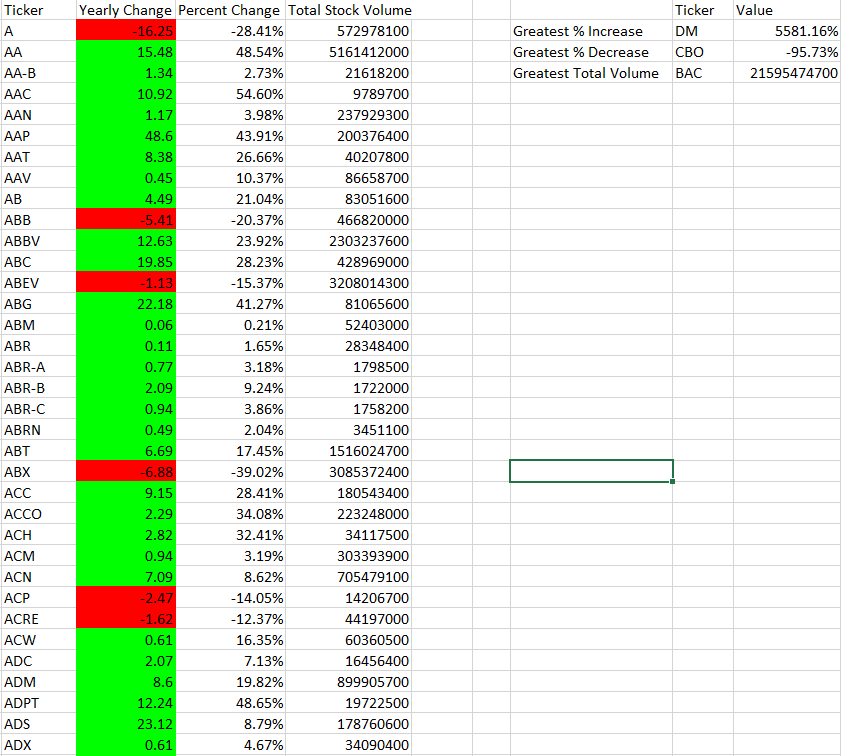 Ticker Yearly Change Percent Change Total Stock Volume Ticker Value
A -16.25 -28.41% 572978100 Greatest % Increase DM 5581.16%
AA 15.48 48.54% 5161412000 Greatest % Decrease CBO -95.73%
AA-B 1.34 2.73% 21618200 Greatest Total Volume BAC 21595474700
AAC 10.92 54.60% 9789700
AAN 1.17 3.98% 237929300
AAP 48.6 43.91% 200376400
AAT 8.38 26.66% 40207800
AAV 0.45 10.37% 86658700
AB 4.49 21.04% 83051600
ABB -5.41 -20.37% 466820000
ABBV 12.63 23.92% 2303237600
ABC 19.85 28.23% 428969000
ABEV -1.13 -15.37% 3208014300
ABG 22.18 41.27% 81065600
ABM 0.06 0.21% 52403000
ABR 0.11 1.65% 28348400
ABR-A 0.77 3.18% 1798500
ABR-B 2.09 9.24% 1722000
ABR-C 0.94 3.86% 1758200
ABRN 0.49 2.04% 3451100
ABT 6.69 17.45% 1516024700
ABX -6.88 -39.02% 3085372400
ACC 9.15 28.41% 180543400
ACCO 2.29 34.08% 223248000
ACH 2.82 32.41% 34117500
ACM 0.94 3.19% 303393900
ACN 7.09 8.62% 705479100
ACP -2.47 -14.05% 14206700
ACRE -1.62 -12.37% 44197000
ACW 0.61 16.35% 60360500
ADC 2.07 7.13% 16456400
ADM 8.6 19.82% 899905700
ADPT 12.24 48.65% 19722500
ADS 23.12 8.79% 178760600
ADX 0.61 4.67% 34090400